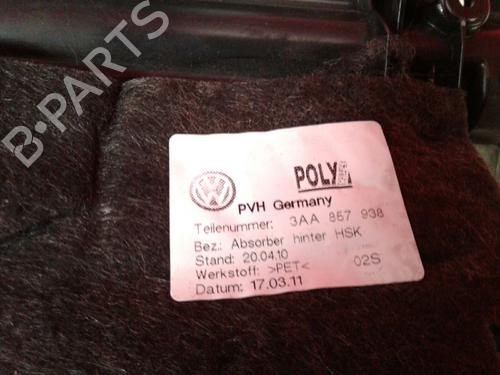 B-PARTS
POLY
PVH Germany
Teilenummer: 3AA 857 938
Bez.: Absorber hinter HSK
Stand: 20.04.10
Werkstoff: >PET< 02S
Datum: 17.03.11